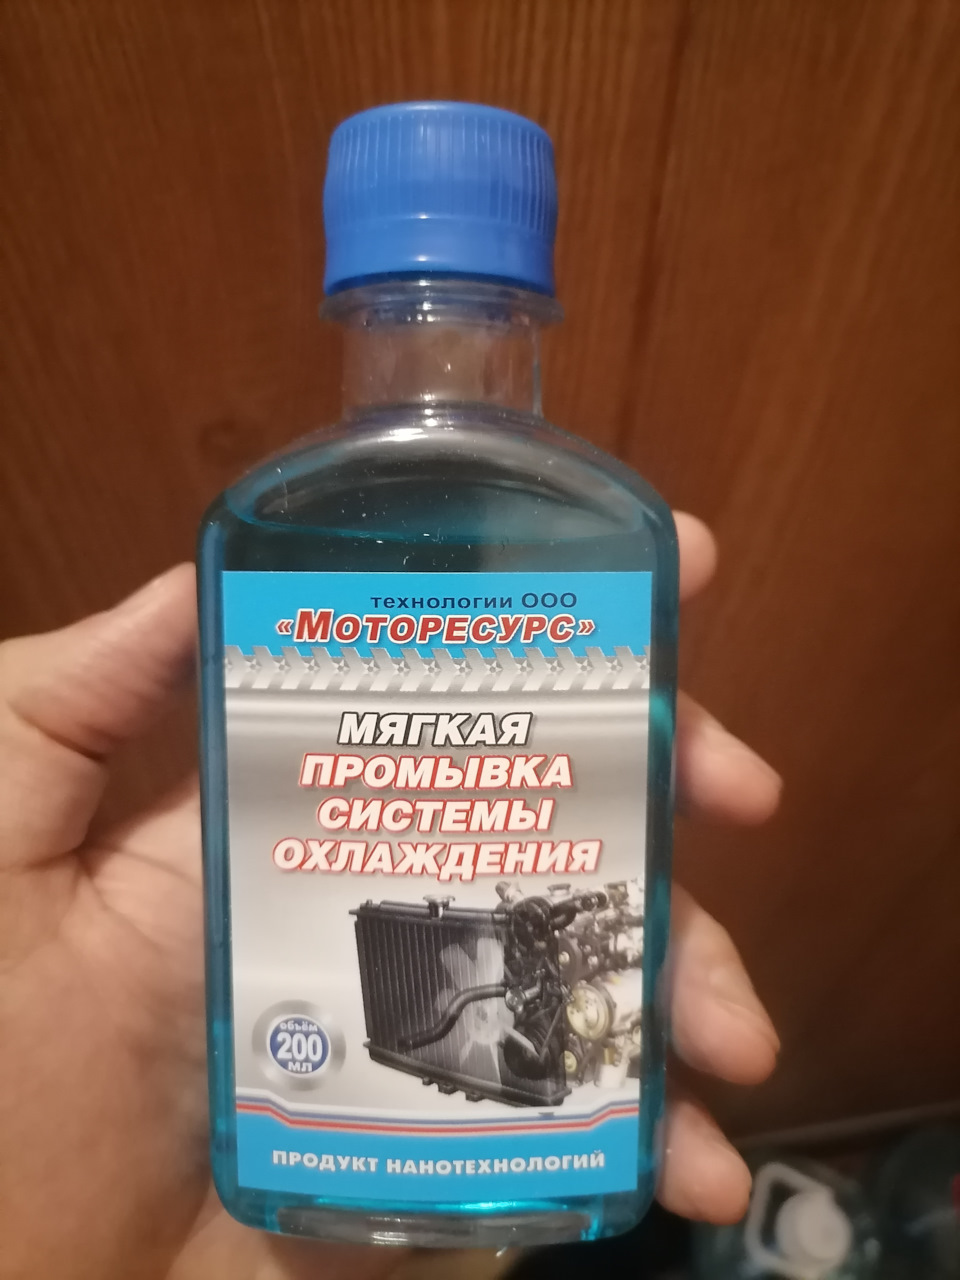 технологии ООО
«МОТОРЕСУРС»
МЯГКАЯ
ПРОМЫВКА
СИСТЕМЫ
ОХЛАЖДЕНИЯ
объём
200
мл
ПРОДУКТ НАНОТЕХНОЛОГИЙ